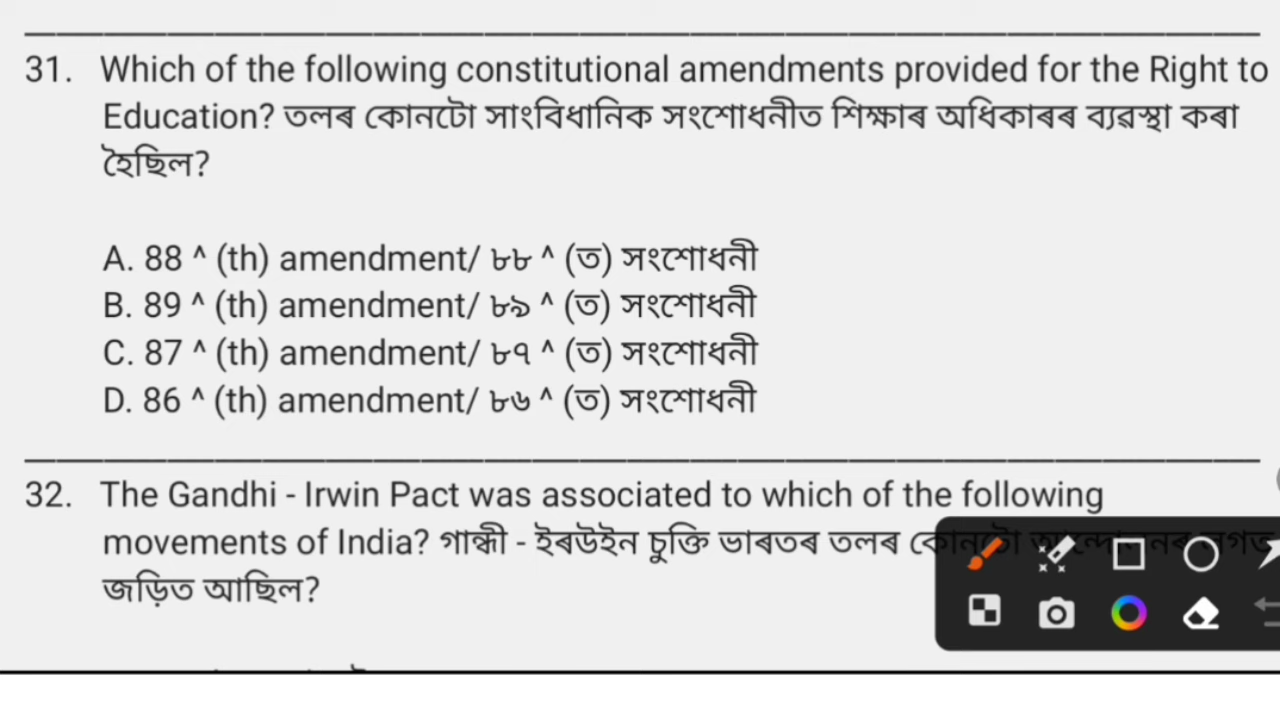 31. Which of the following constitutional amendments provided for the Right to
Education? তলৰ কোনটো সাংবিধানিক সংশোধনীত শিক্ষাৰ অধিকাৰৰ ব্যৱস্থা কৰা
হৈছিল?
A. 88 ^ (th) amendment/ ৮৮ ^ (ত) সংশোধনী
B. 89 ^ (th) amendment/ ৮৯ ^ (ত) সংশোধনী
C. 87 ^ (th) amendment/ ৮৭ ^ (ত) সংশোধনী
D. 86 ^ (th) amendment/ ৮৬ ^ (ত) সংশোধনী
32. The Gandhi - Irwin Pact was associated to which of the following
movements of India? গান্ধী - ইৰউইন চুক্তি ভাৰতৰ তলৰ কোনটো
জড়িত আছিল?